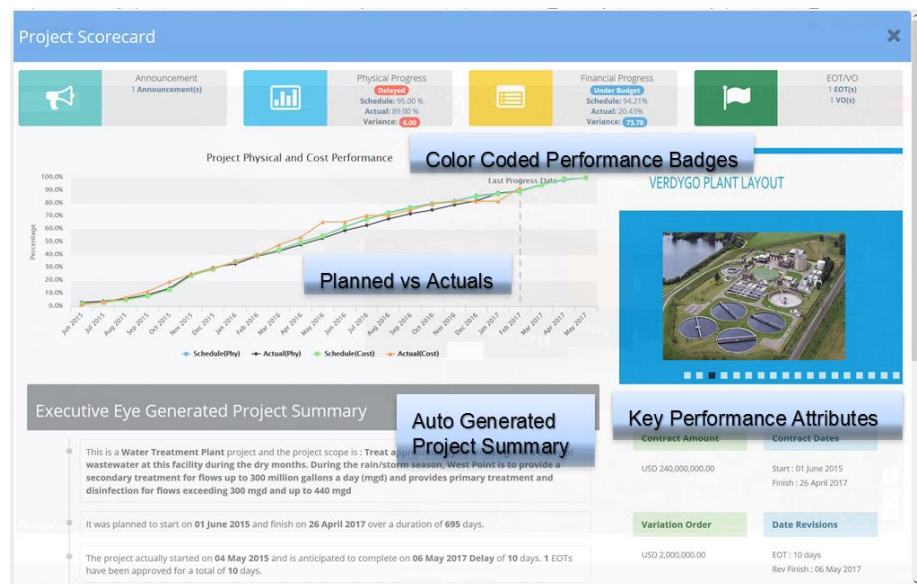 Project Scorecard
Announcement
1 Announcement(s)
Physical Progress
Delayed
Schedule: 95.00 %
Actual: 89.00 %
Variance: 6.00
Financial Progress
Under Budget
Schedule: 94.21%
Actual: 20.43%
Variance: 73.78
EOT/VO
1 EOT(s)
1 VO(s)
Project Physical and Cost Performance
Color Coded Performance Badges
Last Progress Date
VERDYGO PLANT LAYOUT
Percentage
100.0%
90.0%
80.0%
70.0%
60.0%
50.0%
40.0%
30.0%
20.0%
10.0%
0.0%
Planned vs Actuals
Jun 2015
Jul 2015
Aug 2015
Sep 2015
Oct 2015
Nov 2015
Dec 2015
Jan 2016
Feb 2016
Mar 2016
Apr 2016
May 2016
Jun 2016
Jul 2016
Aug 2016
Sep 2016
Oct 2016
Nov 2016
Dec 2016
Jan 2017
Feb 2017
Mar 2017
Apr 2017
May 2017
Schedule(Phy) Actual(Phy) Schedule(Cost) Actual(Cost)
Executive Eye Generated Project Summary
Auto Generated
Project Summary
Key Performance Attributes
This is a Water Treatment Plant project and the project scope is : Treat
wastewater at this facility during the dry months. During the rain/storm season, West Point is to provide a
secondary treatment for flows up to 300 million gallons a day (mgd) and provides primary treatment and
disinfection for flows exceeding 300 mgd and up to 440 mgd
It was planned to start on 01 June 2015 and finish on 26 April 2017 over a duration of 695 days.
The project actually started on 04 May 2015 and is anticipated to complete on 06 May 2017 Delay of 10 days. 1 EOTs
have been approved for a total of 10 days.
Contract Amount
USD 240,000,000.00
Contract Dates
Start : 01 June 2015
Finish : 26 April 2017
Variation Order
USD 2,000,000.00
Date Revisions
EOT : 10 days
Rev Finish : 06 May 2017